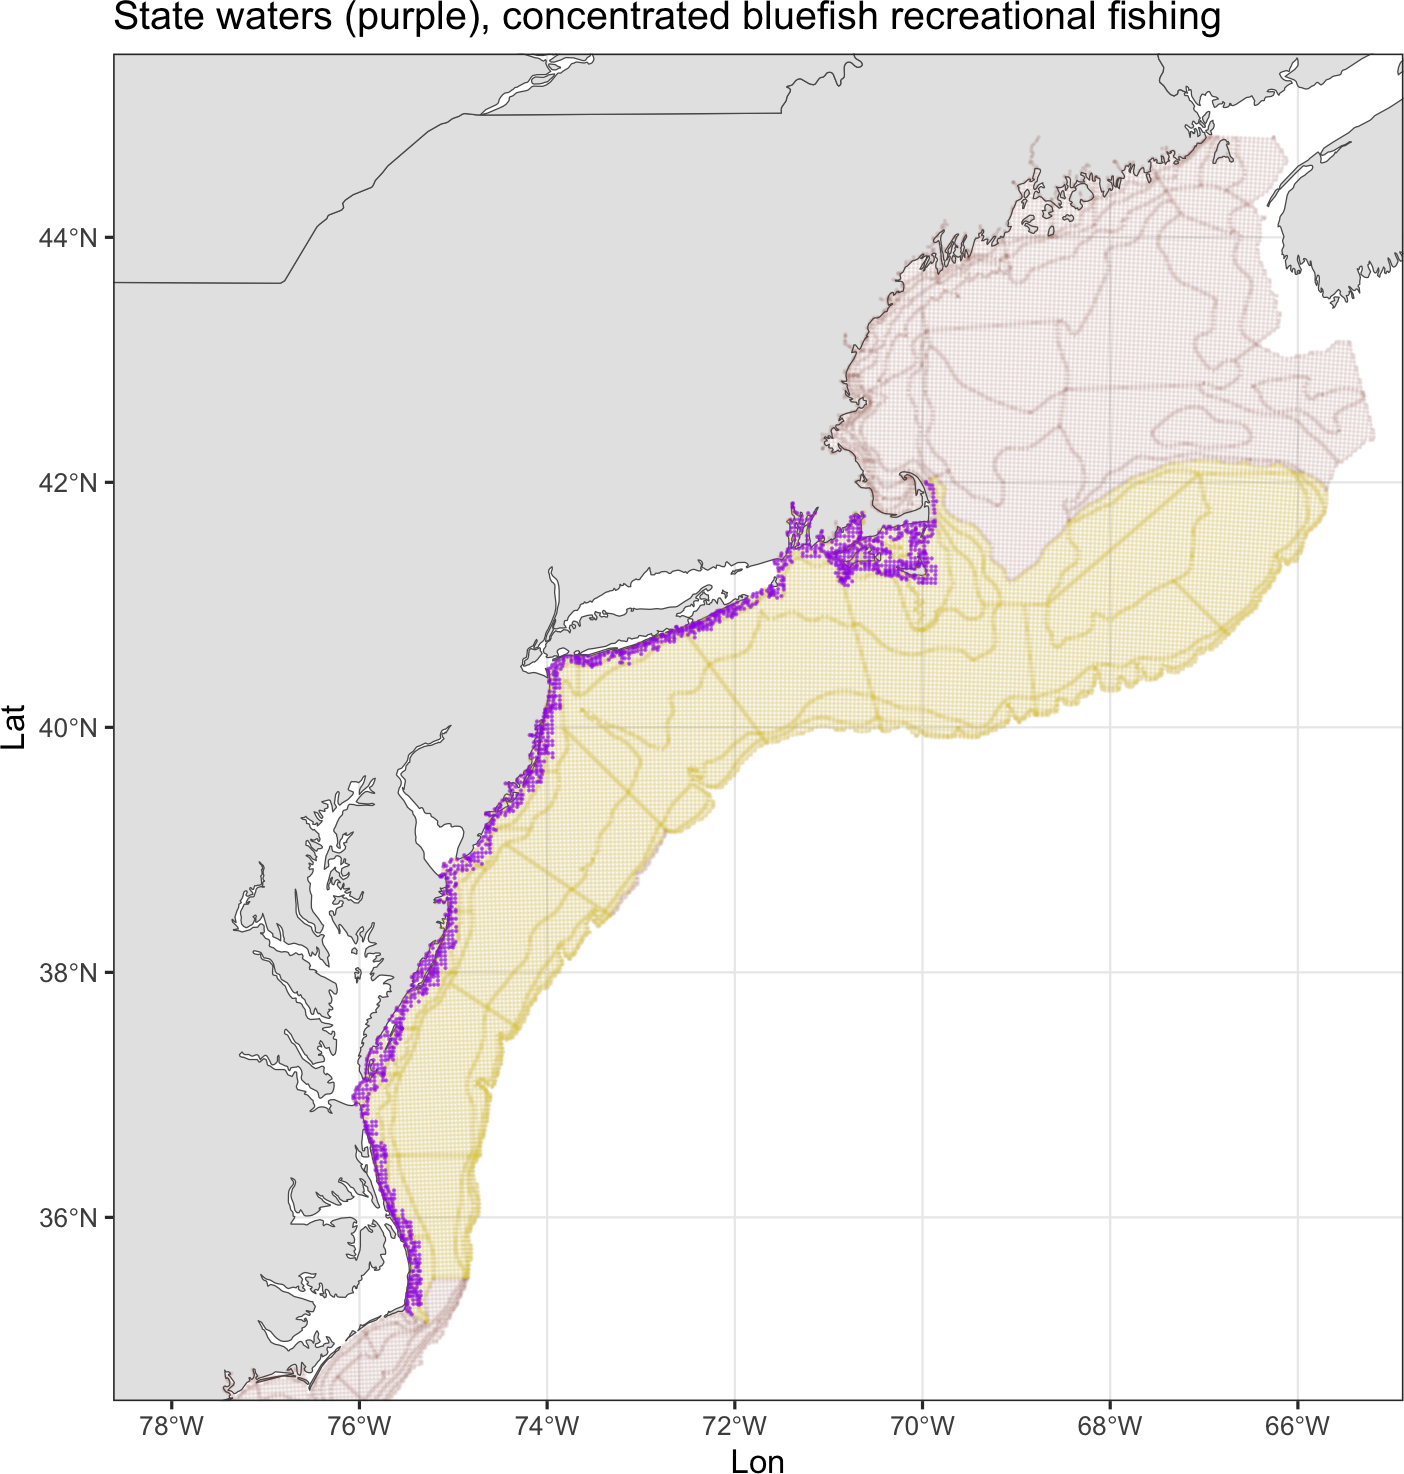 State waters (purple), concentrated bluefish recreational fishing
44°N
42°N
40°N
38°N
36°N
Lat
78°W
76°W
74°W
72°W
70°W
68°W
66°W
Lon